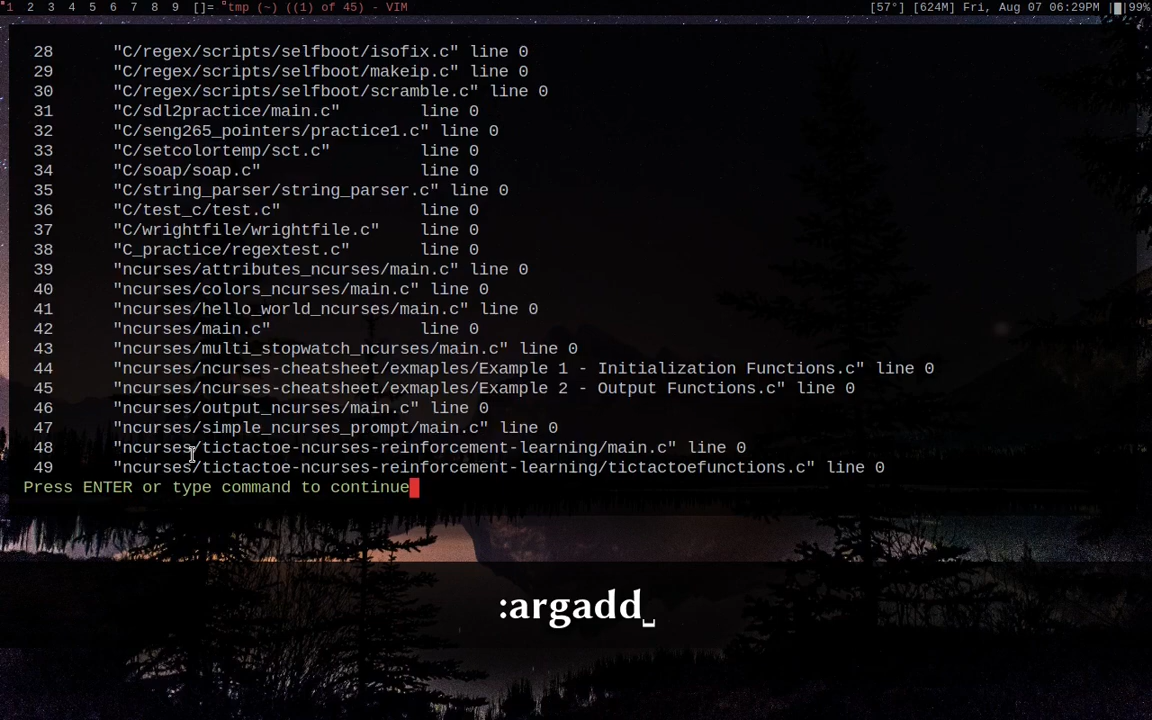 1 2 3 4 5 6 7 8 9 []= tmp (~) ((1) of 45) - VIM [57°] [624M] Fri, Aug 07 06:29PM 99%
28 "C/regex/scripts/selfboot/isofix.c" line 0
29 "C/regex/scripts/selfboot/makeip.c" line 0
30 "C/regex/scripts/selfboot/scramble.c" line 0
31 "C/sdl2practice/main.c" line 0
32 "C/seng265_pointers/practice1.c" line 0
33 "C/setcolortemp/sct.c" line 0
34 "C/soap/soap.c" line 0
35 "C/string_parser/string_parser.c" line 0
36 "C/test_c/test.c" line 0
37 "C/wrightfile/wrightfile.c" line 0
38 "C_practice/regextest.c" line 0
39 "ncurses/attributes_ncurses/main.c" line 0
40 "ncurses/colors_ncurses/main.c" line 0
41 "ncurses/hello_world_ncurses/main.c" line 0
42 "ncurses/main.c" line 0
43 "ncurses/multi_stopwatch_ncurses/main.c" line 0
44 "ncurses/ncurses-cheatsheet/exmaples/Example 1 - Initialization Functions.c" line 0
45 "ncurses/ncurses-cheatsheet/exmaples/Example 2 - Output Functions.c" line 0
46 "ncurses/output_ncurses/main.c" line 0
47 "ncurses/simple_ncurses_prompt/main.c" line 0
48 "ncurses/tictactoe-ncurses-reinforcement-learning/main.c" line 0
49 "ncurses/tictactoe-ncurses-reinforcement-learning/tictactoefunctions.c" line 0
Press ENTER or type command to continue
:argadd␣